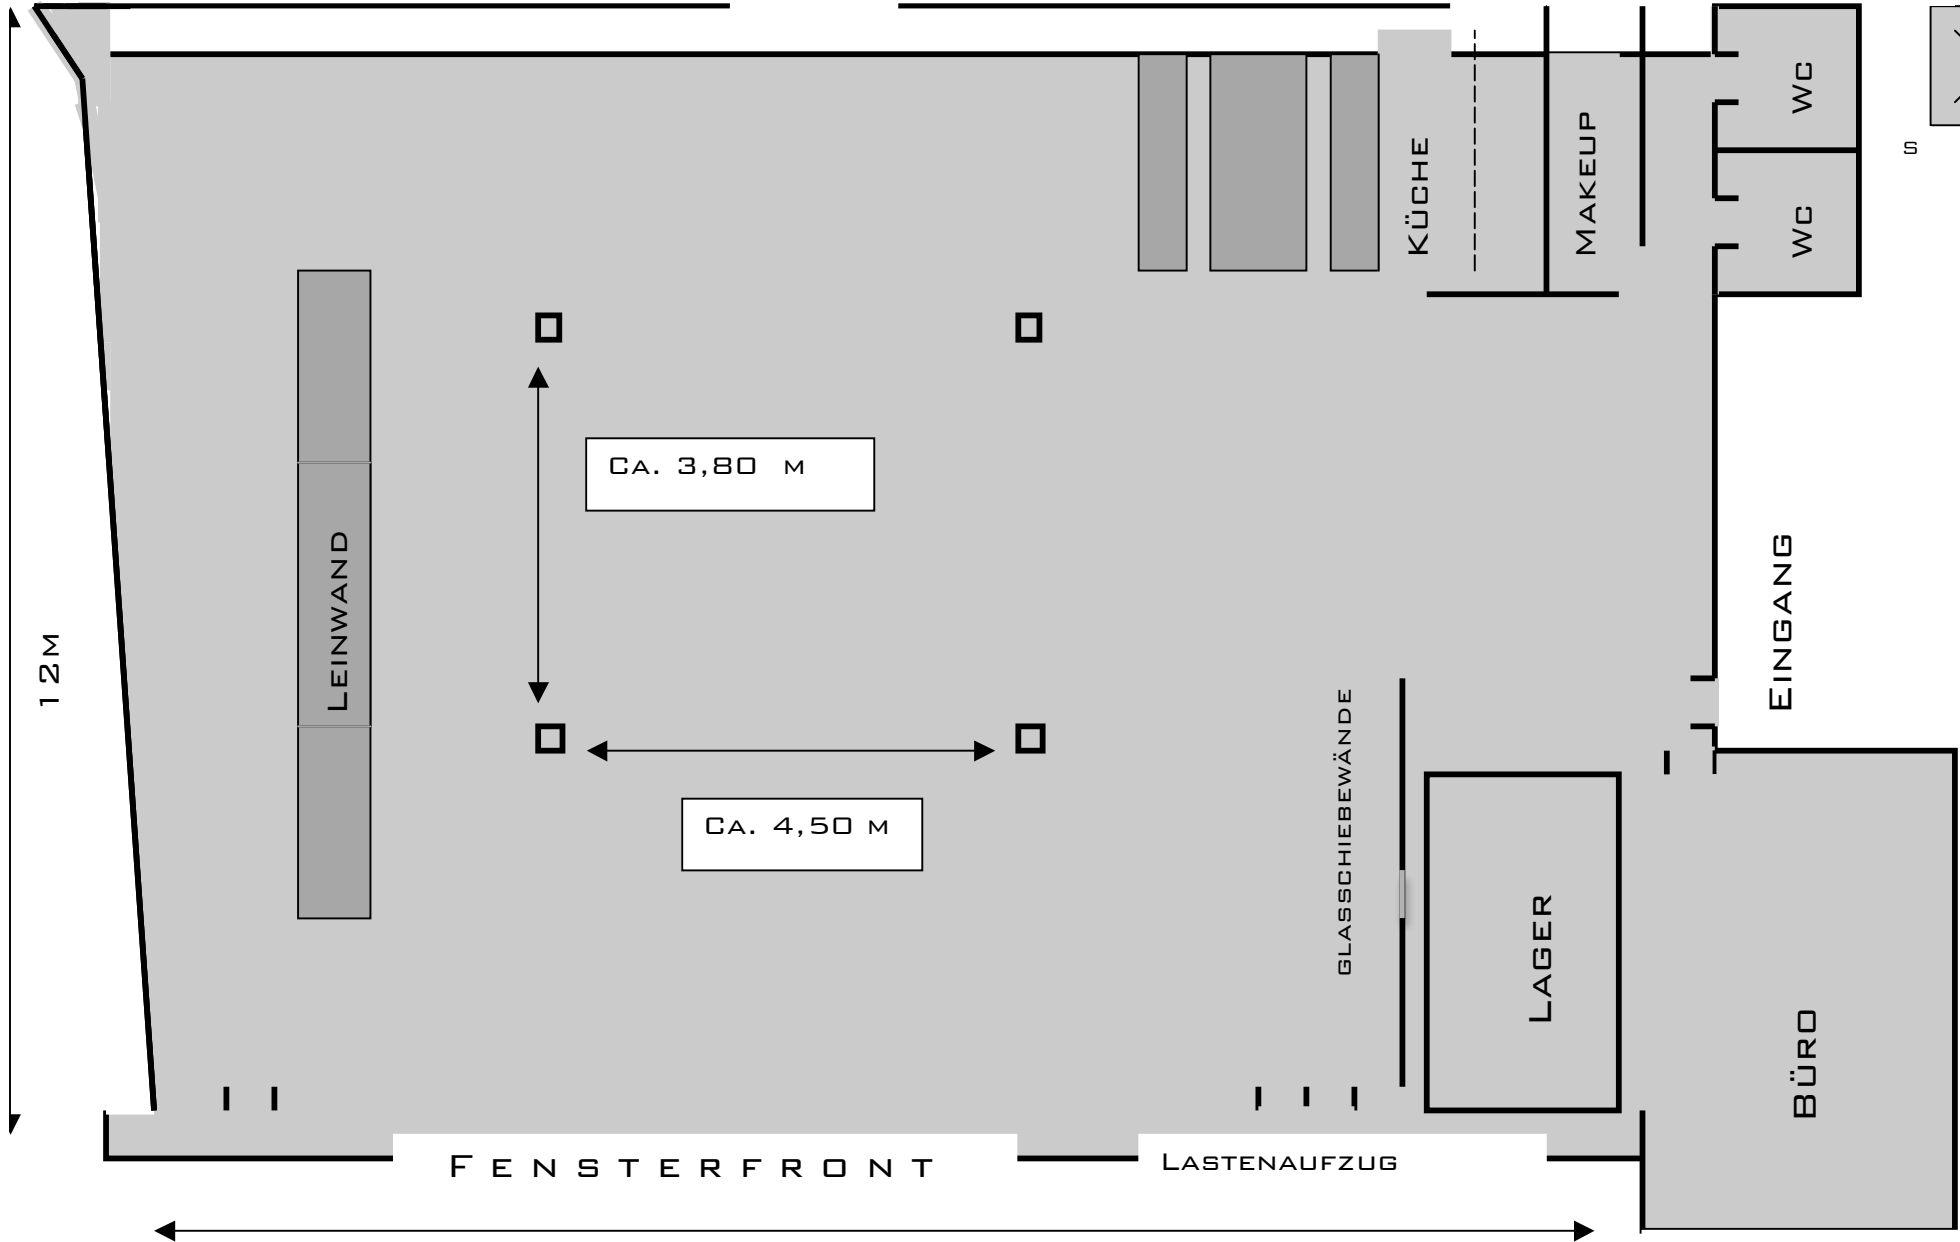 WC
KÜCHE
MAKEUP
S
WC
CA. 3,80 M
LEINWAND
EINGANG
12M
GLASSCHIEBEWÄNDE
CA. 4,50 M
LAGER
BÜRO
FENSTERFRONT
LASTENAUFZUG